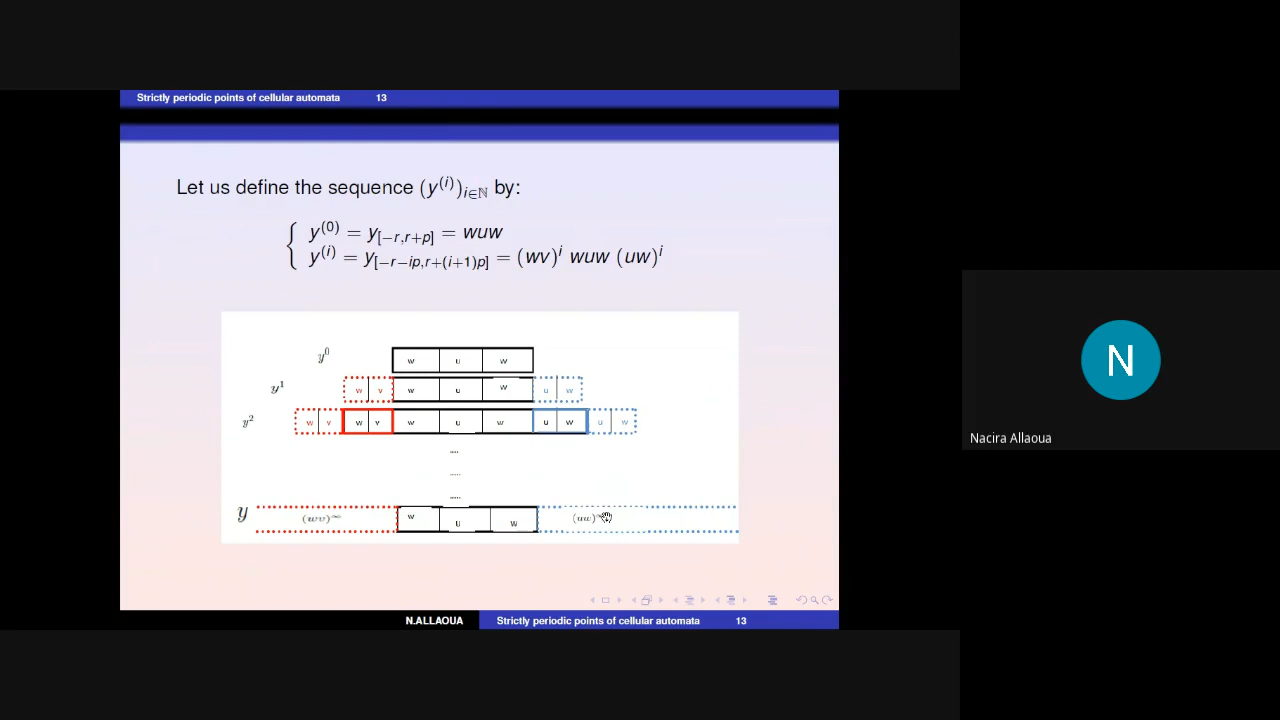 Strictly periodic points of cellular automata 13
Let us define the sequence (y^{(i)})_{i∈ℕ} by:
y^{(0)} = y_{[−r,r+p]} = wuw
y^{(i)} = y_{[−r−ip,r+(i+1)p]} = (wv)^i wuw (uw)^i
y^0 w u w
y^1 w v w u w u w
y^2 w v w v w u w u w u w
....
.....
.....
y (wv)^∞ w u w (uw)^∞
N.ALLAOUA Strictly periodic points of cellular automata 13
N
Nacira Allaoua